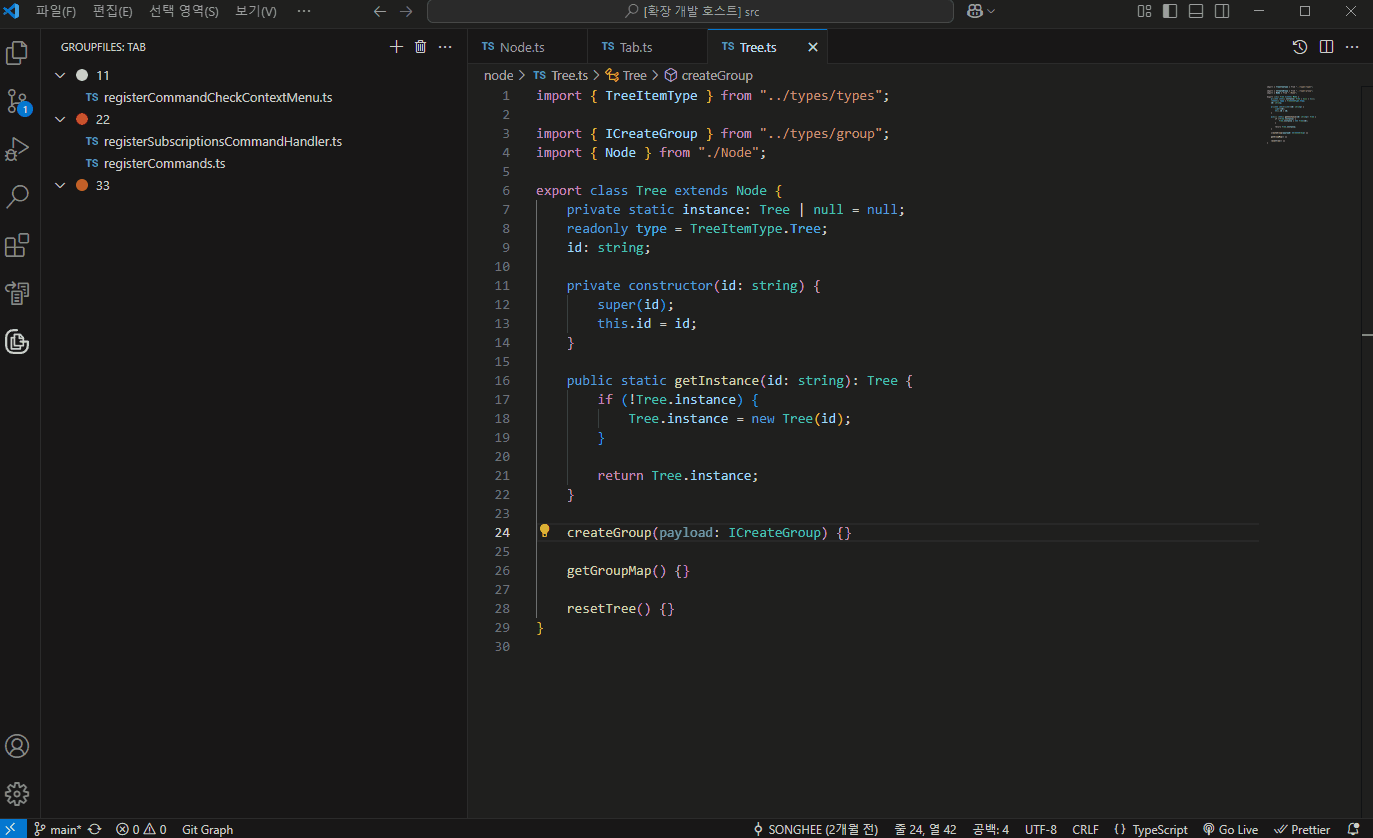 파일(F) 편집(E) 선택 영역(S) 보기(V) ··· [확장 개발 호스트] src
GROUPFILES: TAB
11
TS registerCommandCheckContextMenu.ts
22
TS registerSubscriptionsCommandHandler.ts
TS registerCommands.ts
33
1
TS Node.ts TS Tab.ts TS Tree.ts
node > TS Tree.ts > Tree > createGroup
1 import { TreeItemType } from "../types/types";
2
3 import { ICreateGroup } from "../types/group";
4 import { Node } from "./Node";
5
6 export class Tree extends Node {
7 private static instance: Tree | null = null;
8 readonly type = TreeItemType.Tree;
9 id: string;
10
11 private constructor(id: string) {
12 super(id);
13 this.id = id;
14 }
15
16 public static getInstance(id: string): Tree {
17 if (!Tree.instance) {
18 Tree.instance = new Tree(id);
19 }
20
21 return Tree.instance;
22 }
23
24 createGroup(payload: ICreateGroup) {}
25
26 getGroupMap() {}
27
28 resetTree() {}
29 }
30
main* 0 0 Git Graph SONGHEE (2개월 전) 줄 24, 열 42 공백: 4 UTF-8 CRLF {} TypeScript Go Live Prettier